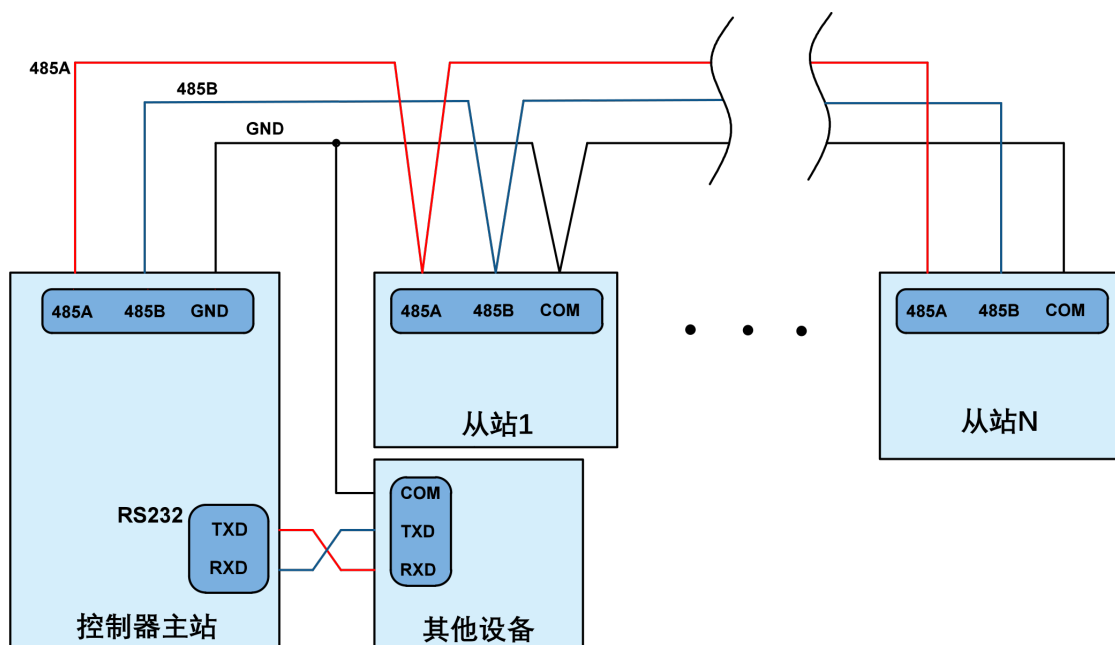 485A
485B
GND
485A 485B GND
485A 485B COM
485A 485B COM
从站1
从站N
RS232
TXD
RXD
COM
TXD
RXD
控制器主站
其他设备